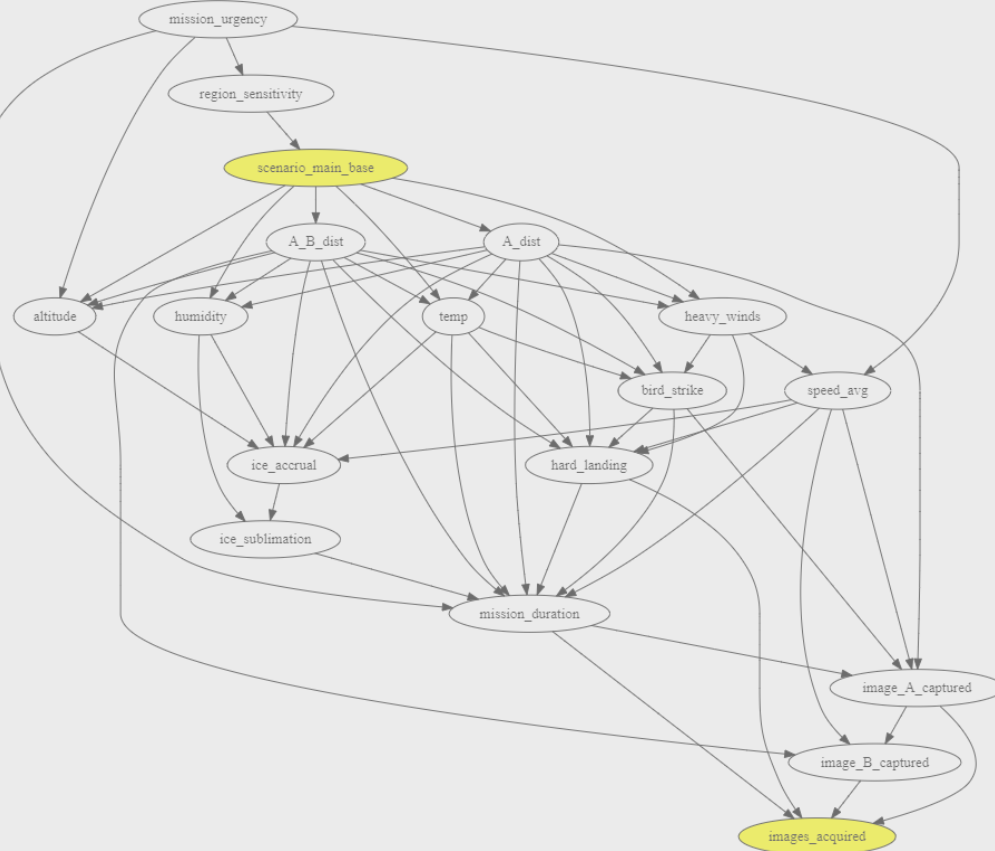 mission_urgency
region_sensitivity
scenario_main_base
A_B_dist
A_dist
altitude
humidity
temp
heavy_winds
bird_strike
speed_avg
ice_accrual
hard_landing
ice_sublimation
mission_duration
image_A_captured
image_B_captured
images_acquired